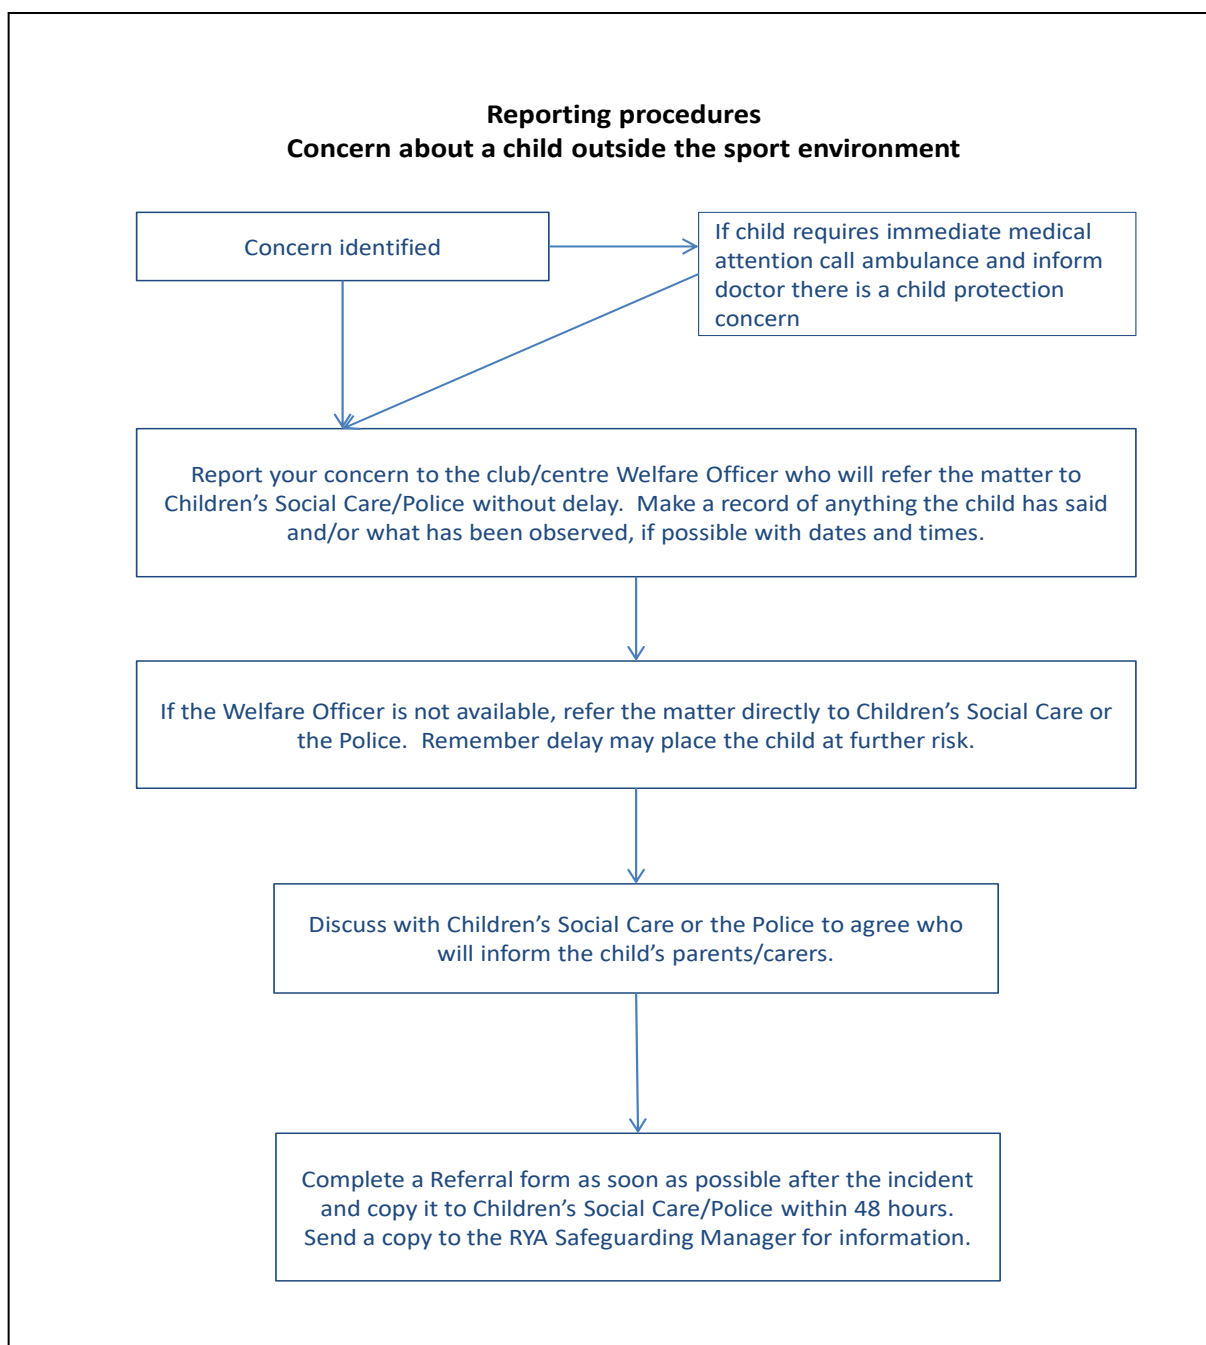 Reporting procedures
Concern about a child outside the sport environment
Concern identified
If child requires immediate medical
attention call ambulance and inform
doctor there is a child protection
concern
Report your concern to the club/centre Welfare Officer who will refer the matter to
Children’s Social Care/Police without delay.  Make a record of anything the child has said
and/or what has been observed, if possible with dates and times.
If the Welfare Officer is not available, refer the matter directly to Children’s Social Care or
the Police.  Remember delay may place the child at further risk.
Discuss with Children’s Social Care or the Police to agree who
will inform the child’s parents/carers.
Complete a Referral form as soon as possible after the incident
and copy it to Children’s Social Care/Police within 48 hours.
Send a copy to the RYA Safeguarding Manager for information.